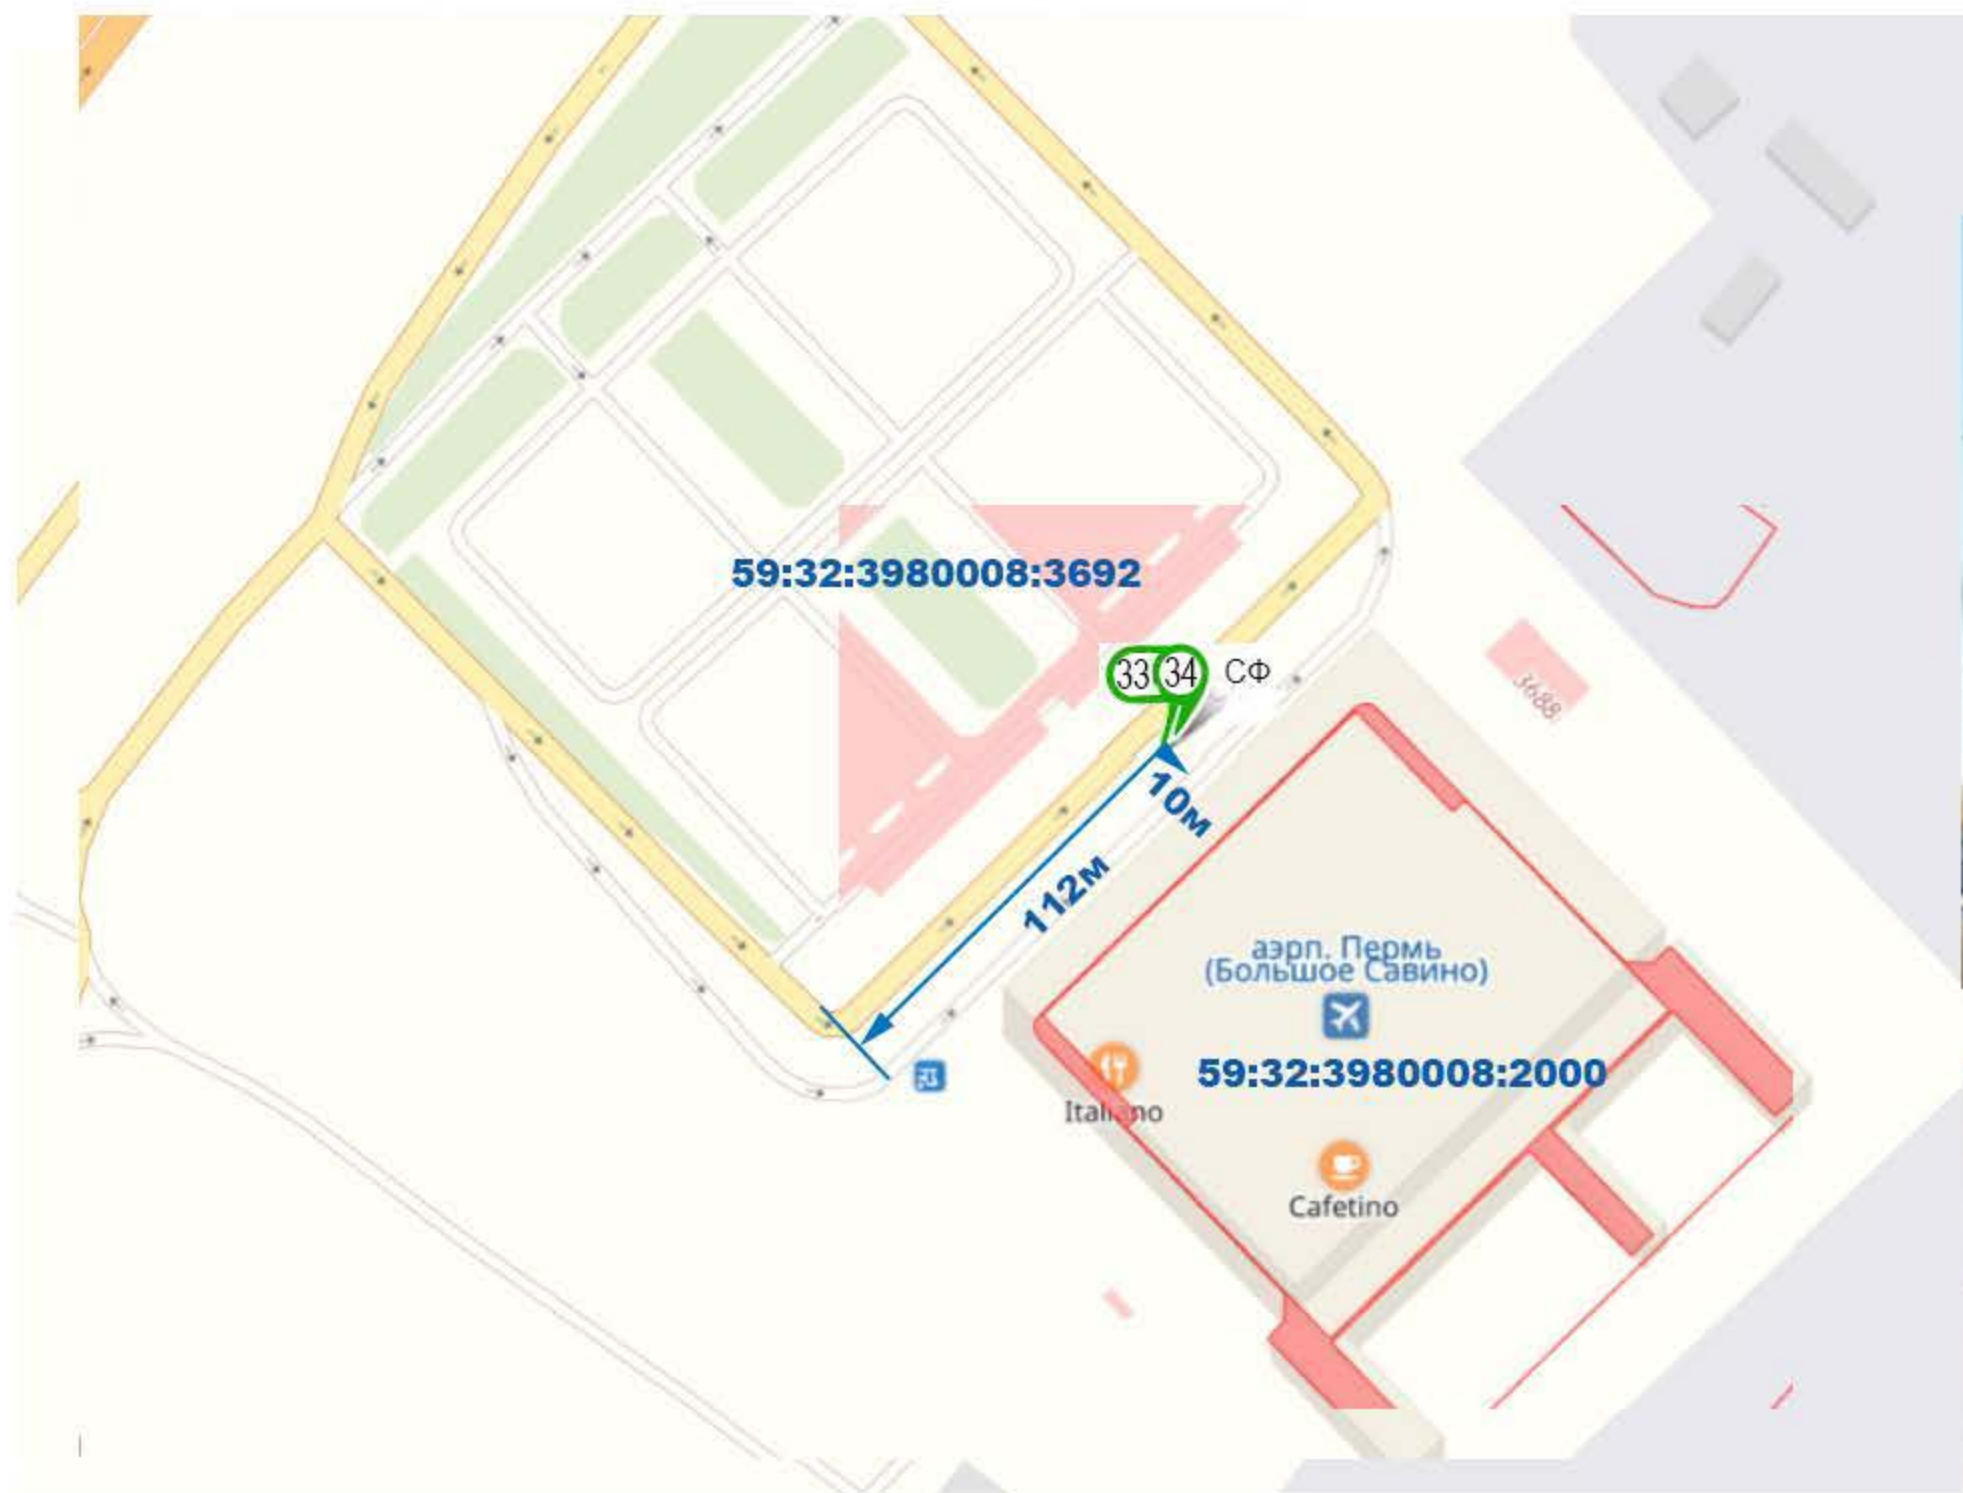 59:32:3980008:3692
33 34 СФ
3688
10м
112м
аэрп. Пермь
(Большое Савино)
59:32:3980008:2000
Italiano
Cafetino